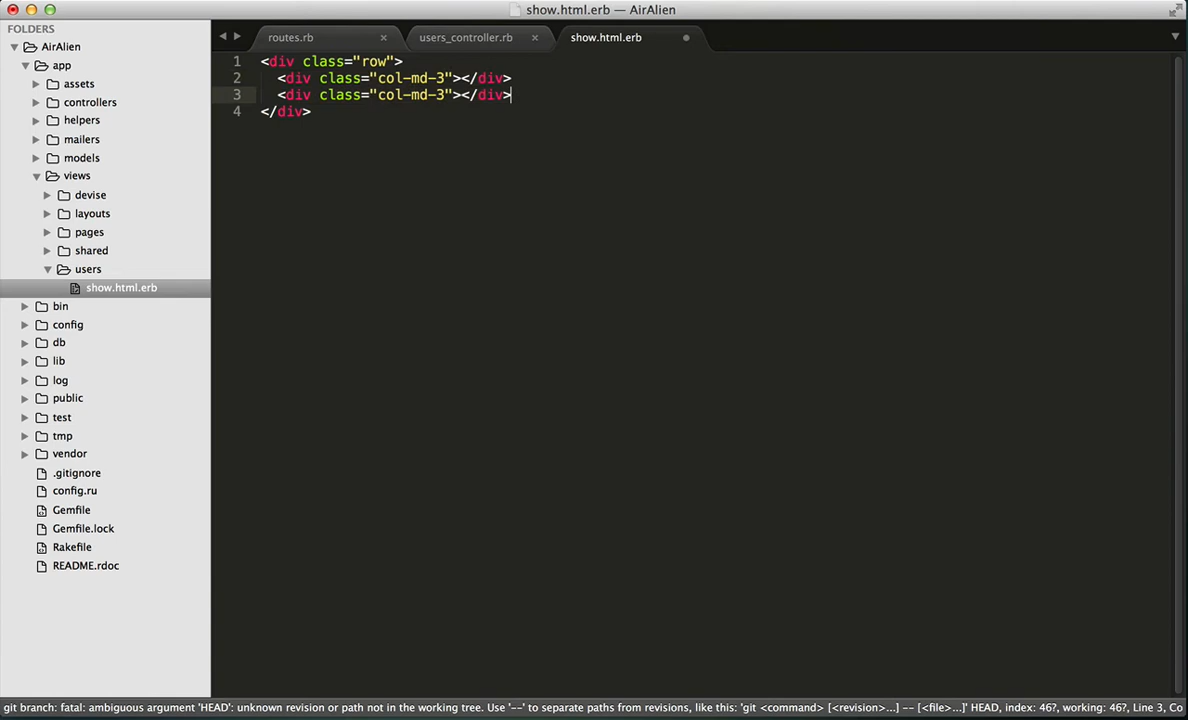 show.html.erb — AirAlien
FOLDERS
AirAlien
app
assets
controllers
helpers
mailers
models
views
devise
layouts
pages
shared
users
show.html.erb
bin
config
db
lib
log
public
test
tmp
vendor
.gitignore
config.ru
Gemfile
Gemfile.lock
Rakefile
README.rdoc
routes.rb
users_controller.rb
show.html.erb
1 <div class="row">
2 <div class="col-md-3"></div>
3 <div class="col-md-3"></div>
4 </div>
git branch: fatal: ambiguous argument 'HEAD': unknown revision or path not in the working tree. Use '--' to separate paths from revisions, like this: 'git <command> [<revision>...] -- [<file>...]' HEAD, index: 46?, working: 46?, Line 3, Co